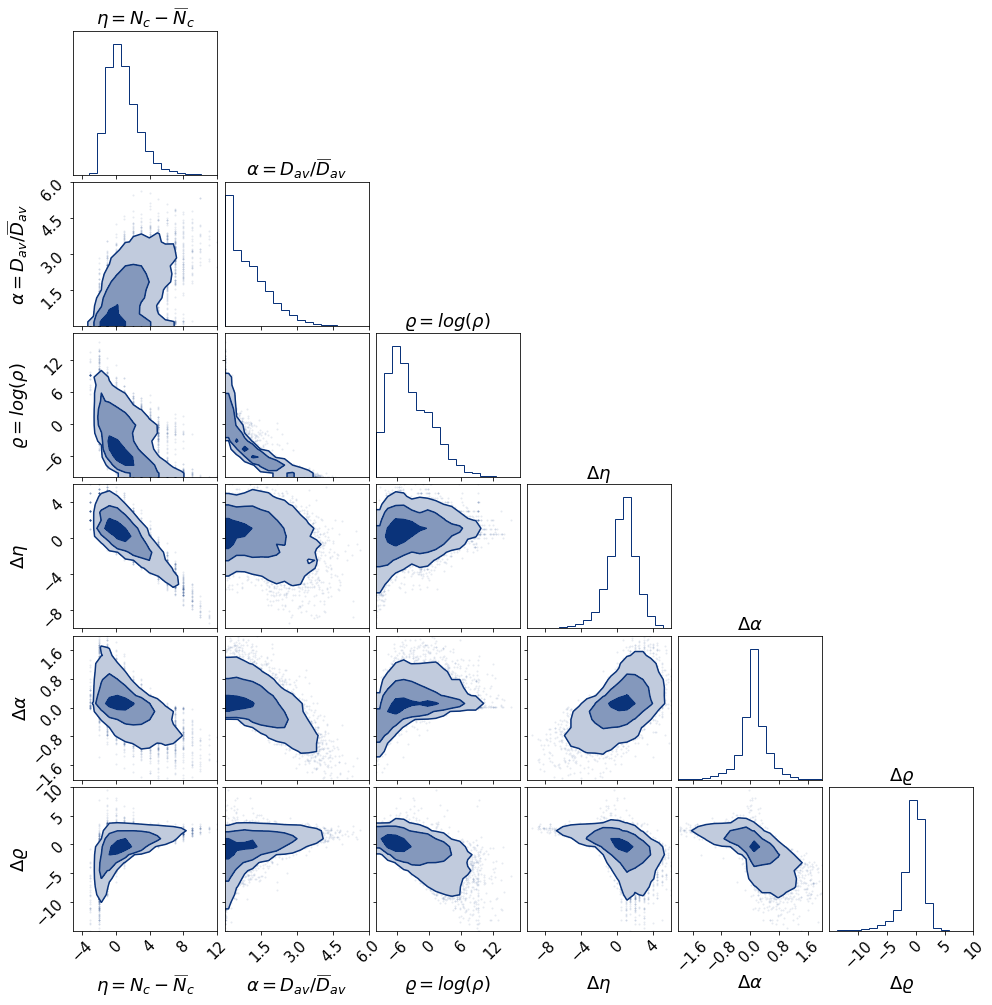 η = N_c − N̅_c
α = D_av/D̅_av
6.0
4.5
3.0
1.5
α = D_av/D̅_av
ϱ = log(ρ)
12
6
0
−6
ϱ = log(ρ)
Δη
4
0
−4
−8
Δη
Δα
1.6
0.8
0.0
−0.8
−1.6
Δα
Δϱ
10
5
0
−5
−10
Δϱ
−4 0 4 8 12 1.5 3.0 4.5 6.0 −6 0 6 12 −8 −4 0 4 −1.6 −0.8 0.0 0.8 1.6 −10 −5 0 5 10
η = N_c − N̅_c α = D_av/D̅_av ϱ = log(ρ) Δη Δα Δϱ